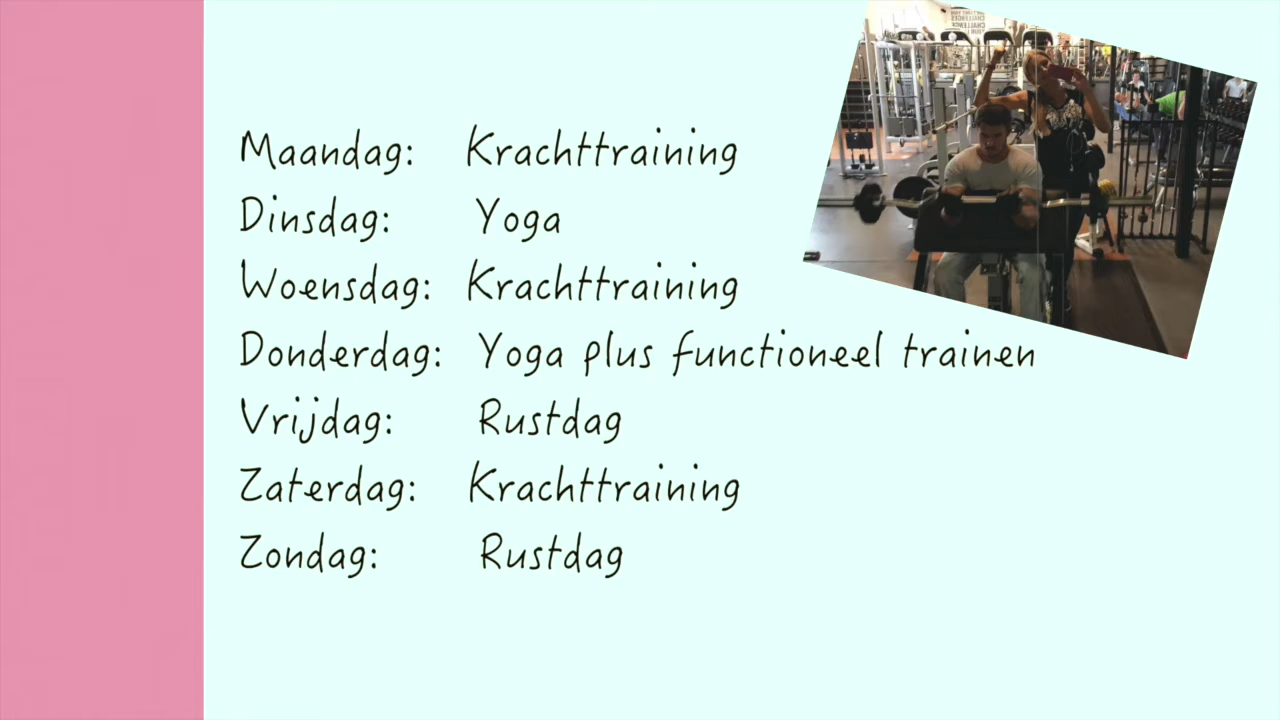 Maandag: Krachttraining
Dinsdag: Yoga
Woensdag: Krachttraining
Donderdag: Yoga plus functioneel trainen
Vrijdag: Rustdag
Zaterdag: Krachttraining
Zondag: Rustdag